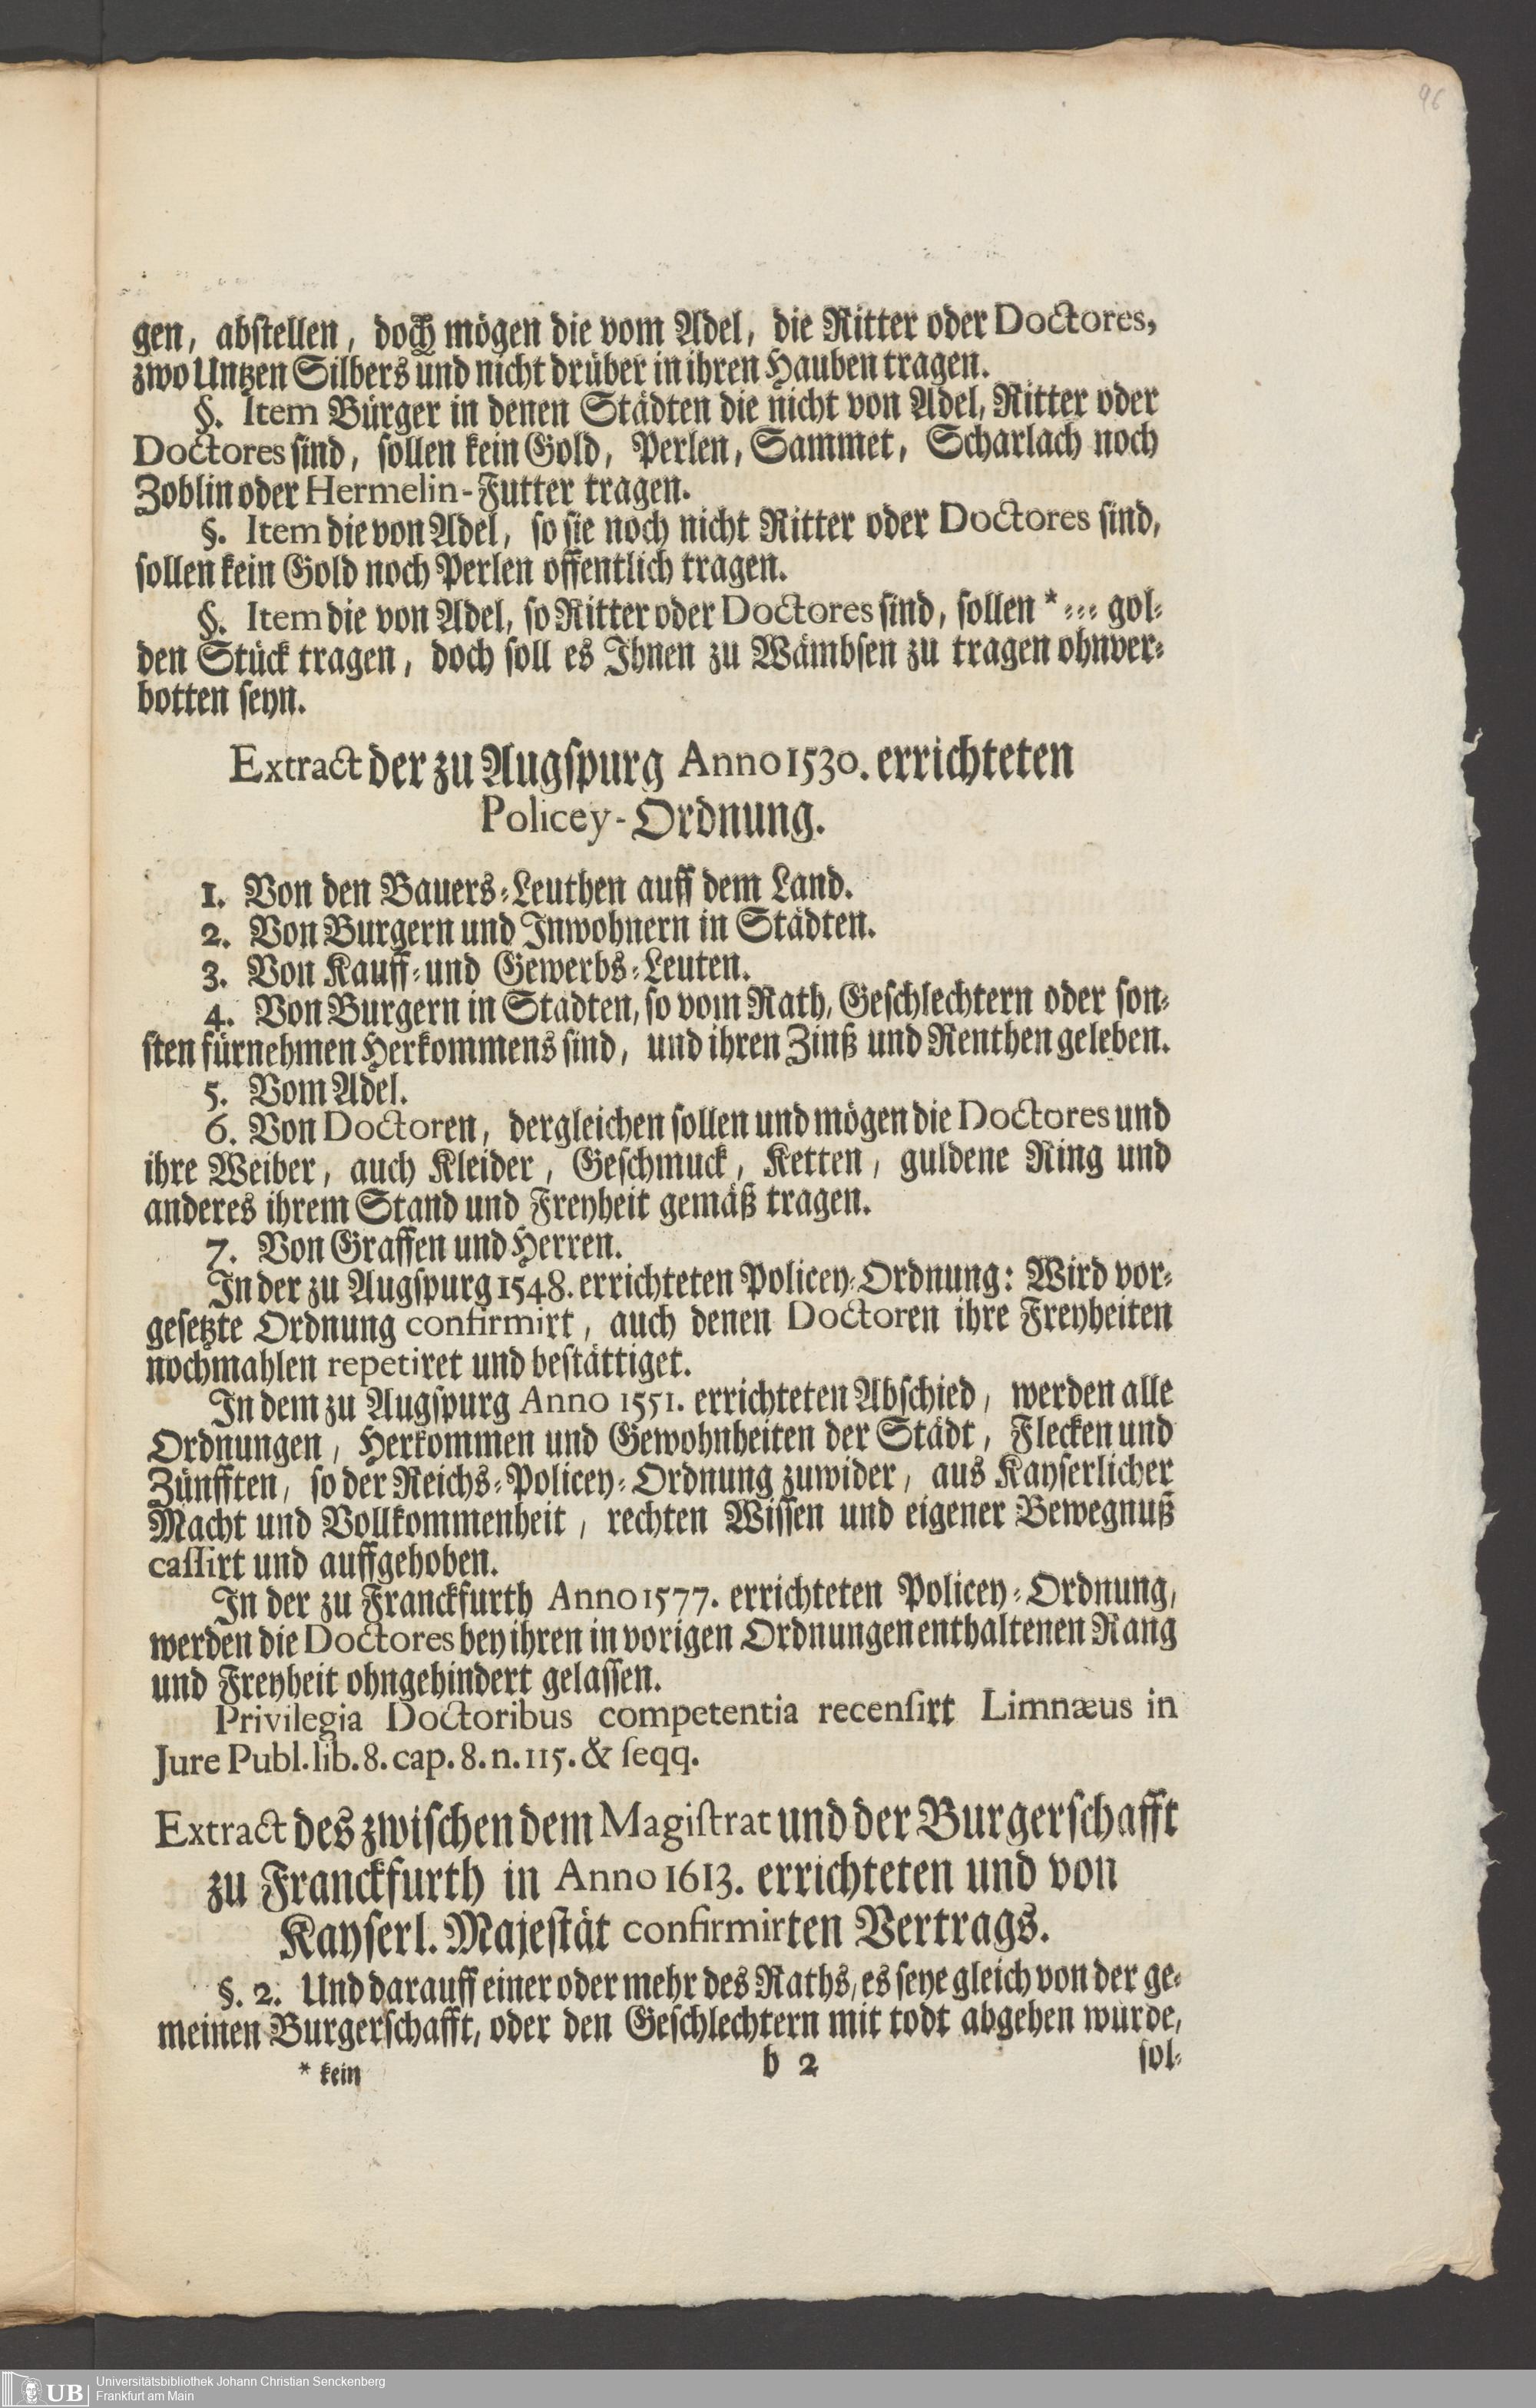 96
gen, abstellen, doch mögen die vom Adel, die Ritter oder Doctores,
zwo Untzen Silbers und nicht drüber in ihren Hauben tragen.
§. Item Bürger in denen Städten die nicht von Adel, Ritter oder
Doctores sind, sollen kein Gold, Perlen, Sammet, Scharlach noch
Zoblin oder Hermelin-Futter tragen.
§. Item die von Adel, so sie noch nicht Ritter oder Doctores sind,
sollen kein Gold noch Perlen offentlich tragen.
§. Item die von Adel, so Ritter oder Doctores sind, sollen *⸗⸗⸗ gol⸗
den Stück tragen, doch soll es Ihnen zu Wämbsen zu tragen ohnver⸗
botten seyn.
Extract der zu Augspurg Anno 1530. errichteten
Policey-Ordnung.
1. Von den Bauers⸗Leuthen auff dem Land.
2. Von Burgern und Inwohnern in Städten.
3. Von Kauff⸗und Gewerbs⸗Leuten.
4. Von Burgern in Städten, so vom Rath, Geschlechtern oder son⸗
sten fürnehmen Herkommens sind, und ihren Zinß und Renthen geleben.
5. Vom Adel.
6. Von Doctoren, dergleichen sollen und mögen die Doctores und
ihre Weiber, auch Kleider, Geschmuck, Ketten, guldene Ring und
anderes ihrem Stand und Freyheit gemäß tragen.
7. Von Graffen und Herren.
In der zu Augspurg 1548. errichteten Policey⸗Ordnung: Wird vor⸗
gesetzte Ordnung confirmirt, auch denen Doctoren ihre Freyheiten
nochmahlen repetiret und bestättiget.
In dem zu Augspurg Anno 1551. errichteten Abschied, werden alle
Ordnungen, Herkommen und Gewohnheiten der Städt, Flecken und
Zünfften, so der Reichs⸗Policey⸗Ordnung zuwider, aus Kayserlicher
Macht und Vollkommenheit, rechten Wissen und eigener Bewegnuß
cassirt und auffgehoben.
In der zu Franckfurth Anno 1577. errichteten Policey⸗Ordnung,
werden die Doctores bey ihren in vorigen Ordnungen enthaltenen Rang
und Freyheit ohngehindert gelassen.
Privilegia Doctoribus competentia recensirt Limnæus in
Jure Publ. lib. 8. cap. 8. n. 115. & seqq.
Extract des zwischen dem Magistrat und der Burgerschafft
zu Franckfurth in Anno 1613. errichteten und von
Kayserl. Majestät confirmirten Vertrags.
§. 2. Und darauff einer oder mehr des Raths, es seye gleich von der ge⸗
meinen Burgerschafft, oder den Geschlechtern mit todt abgehen würde,
* kein b 2 sol⸗
UB Universitätsbibliothek Johann Christian Senckenberg
Frankfurt am Main